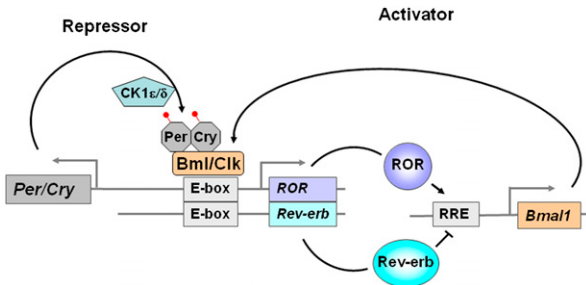 Repressor
Activator
CK1ε/δ
Per Cry
Bml/Clk
ROR
Per/Cry
E-box
ROR
E-box
Rev-erb
RRE
Bmal1
Rev-erb